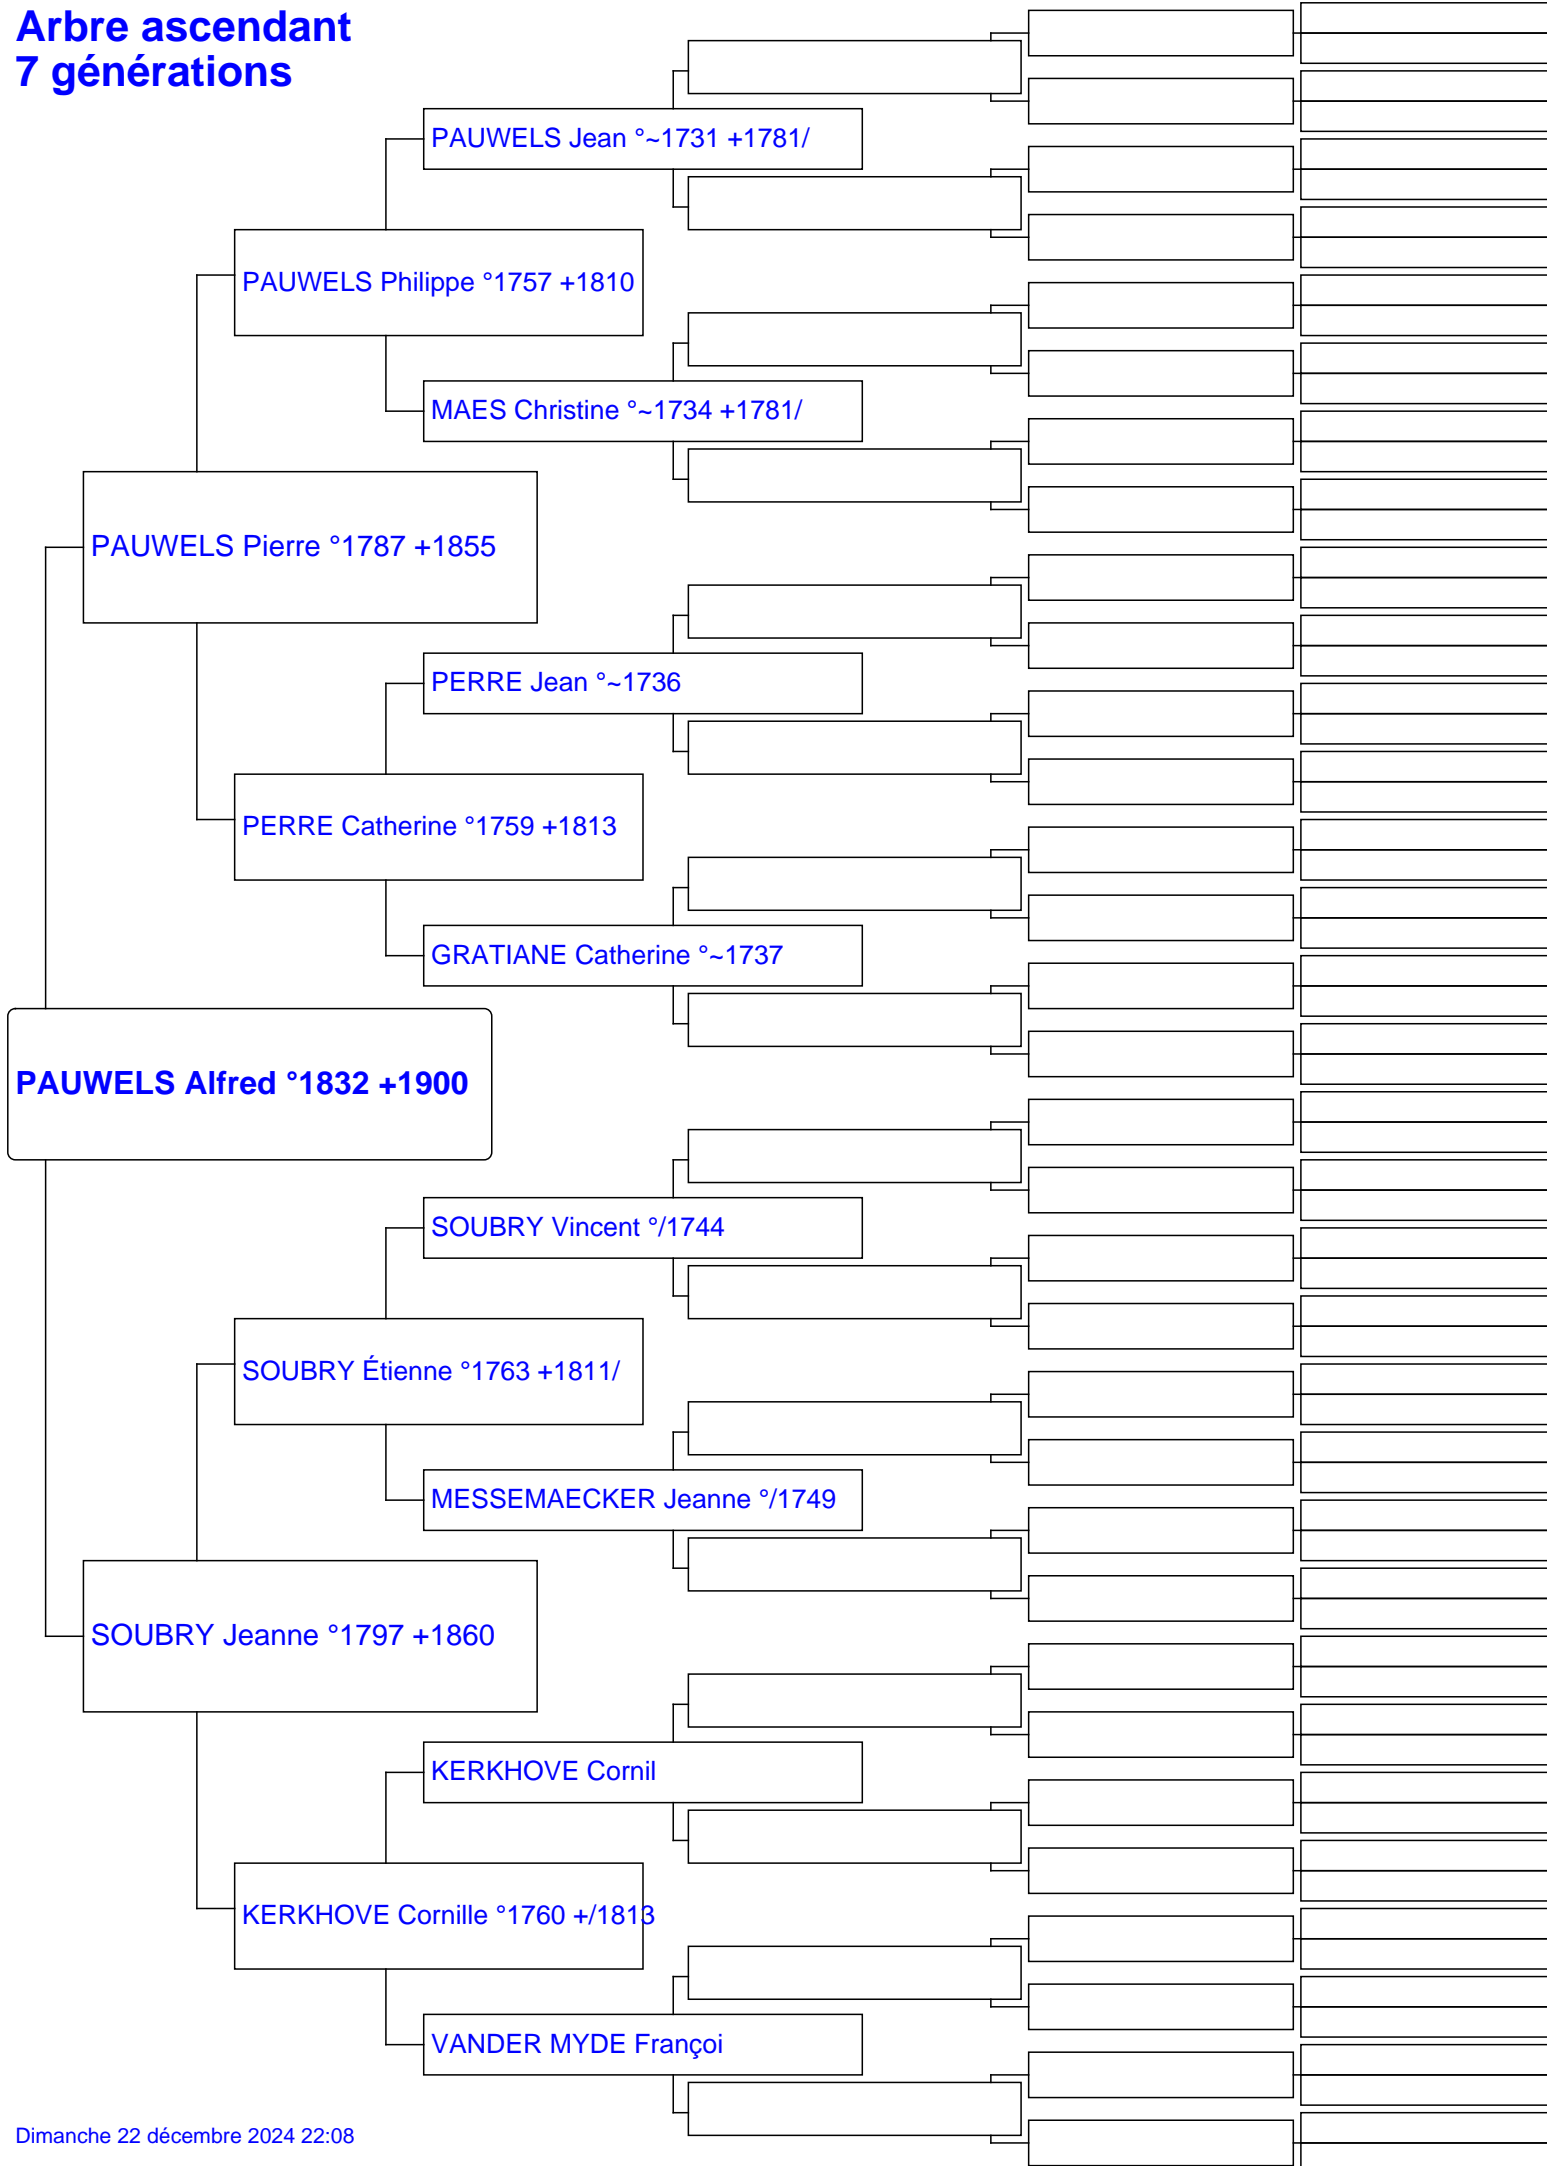 Arbre ascendant
7 générations
PAUWELS Jean °~1731 +1781/
PAUWELS Philippe °1757 +1810
MAES Christine °~1734 +1781/
PAUWELS Pierre °1787 +1855
PERRE Jean °~1736
PERRE Catherine °1759 +1813
GRATIANE Catherine °~1737
PAUWELS Alfred °1832 +1900
SOUBRY Vincent °/1744
SOUBRY Étienne °1763 +1811/
MESSEMAECKER Jeanne °/1749
SOUBRY Jeanne °1797 +1860
KERKHOVE Cornil
KERKHOVE Cornille °1760 +/1813
VANDER MYDE Françoi
Dimanche 22 décembre 2024 22:08